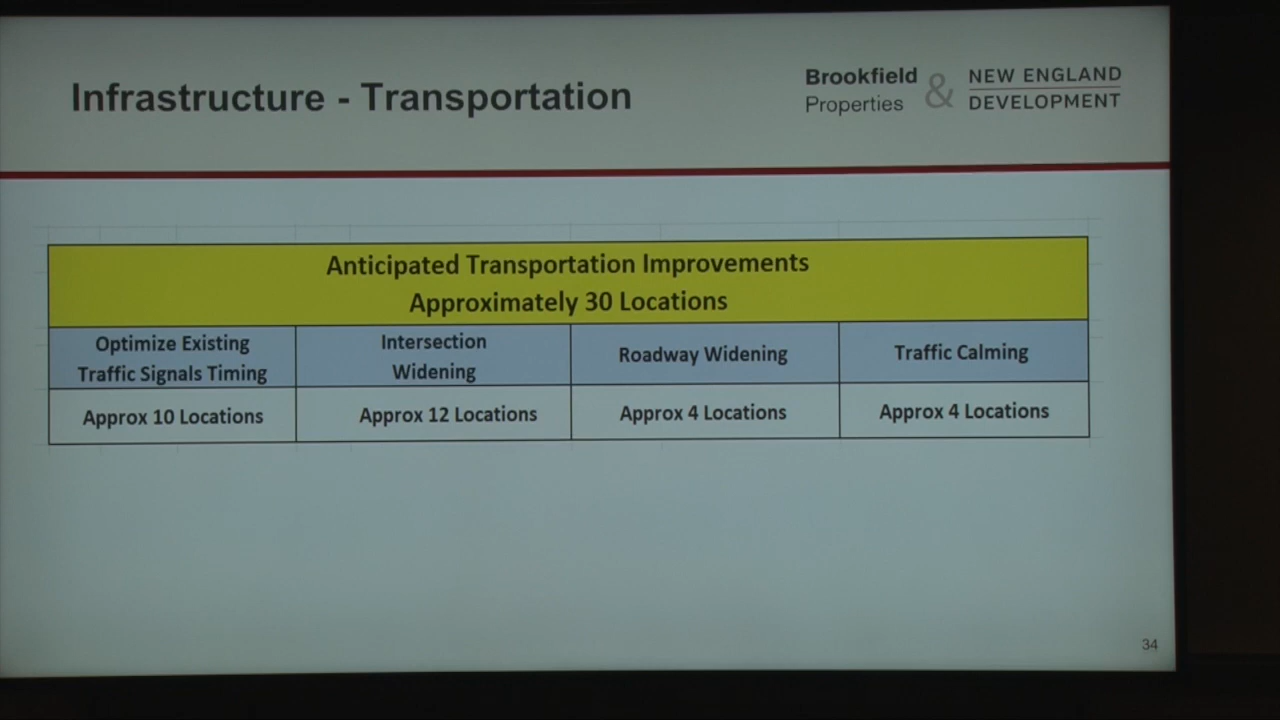 Infrastructure - Transportation
Brookfield
Properties
&
NEW ENGLAND
DEVELOPMENT
Anticipated Transportation Improvements
Approximately 30 Locations
Optimize Existing
Traffic Signals Timing
Intersection
Widening
Roadway Widening
Traffic Calming
Approx 10 Locations
Approx 12 Locations
Approx 4 Locations
Approx 4 Locations
34